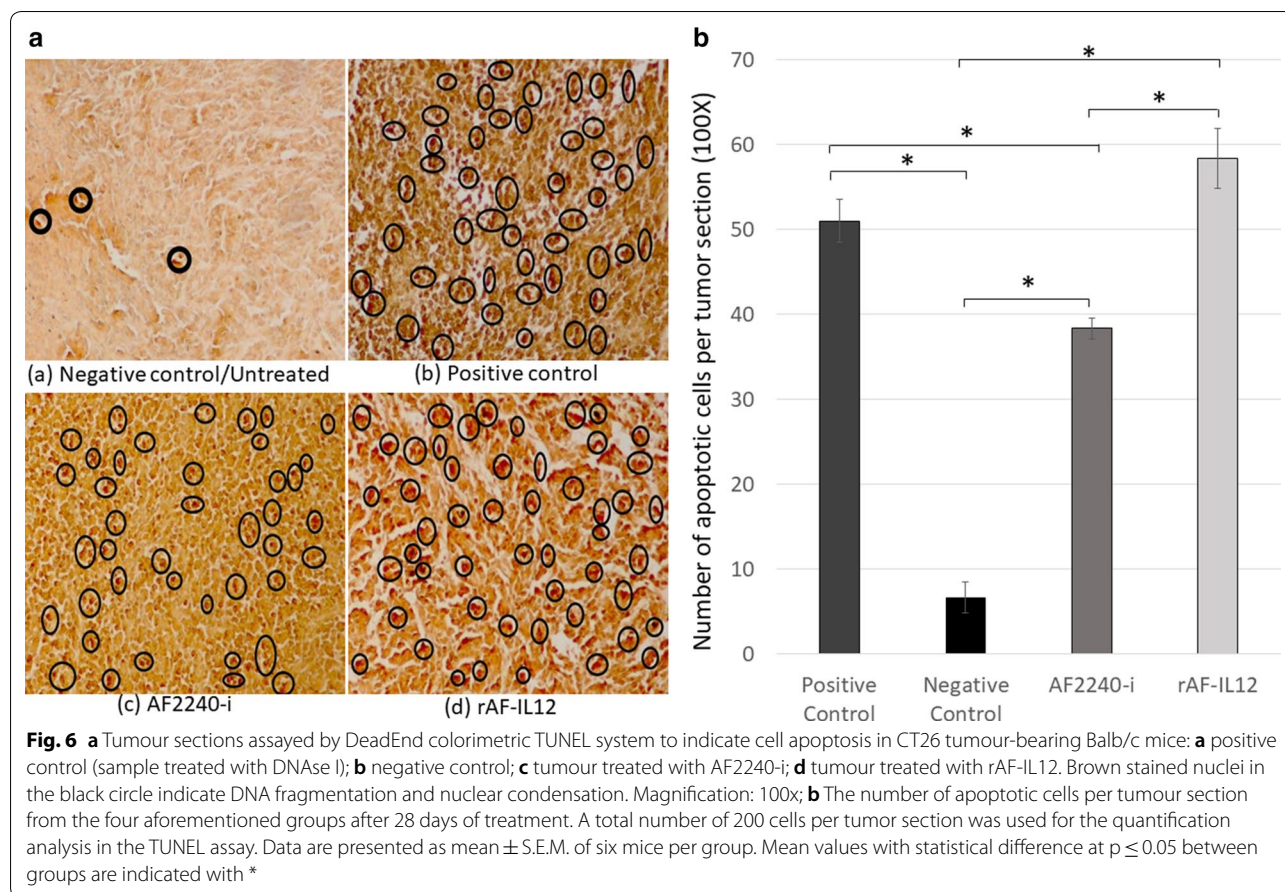 a
(a) Negative control/Untreated
(b) Positive control
(c) AF2240-i
(d) rAF-IL12
b
Number of apoptotic cells per tumor section (100X)
70
60
50
40
30
20
10
0
*
*
*
*
*
Positive Control
Negative Control
AF2240-i
rAF-IL12
Fig. 6 a Tumour sections assayed by DeadEnd colorimetric TUNEL system to indicate cell apoptosis in CT26 tumour-bearing Balb/c mice: a positive
control (sample treated with DNAse I); b negative control; c tumour treated with AF2240-i; d tumour treated with rAF-IL12. Brown stained nuclei in
the black circle indicate DNA fragmentation and nuclear condensation. Magnification: 100x; b The number of apoptotic cells per tumour section
from the four aforementioned groups after 28 days of treatment. A total number of 200 cells per tumor section was used for the quantification
analysis in the TUNEL assay. Data are presented as mean ± S.E.M. of six mice per group. Mean values with statistical difference at p ≤ 0.05 between
groups are indicated with *